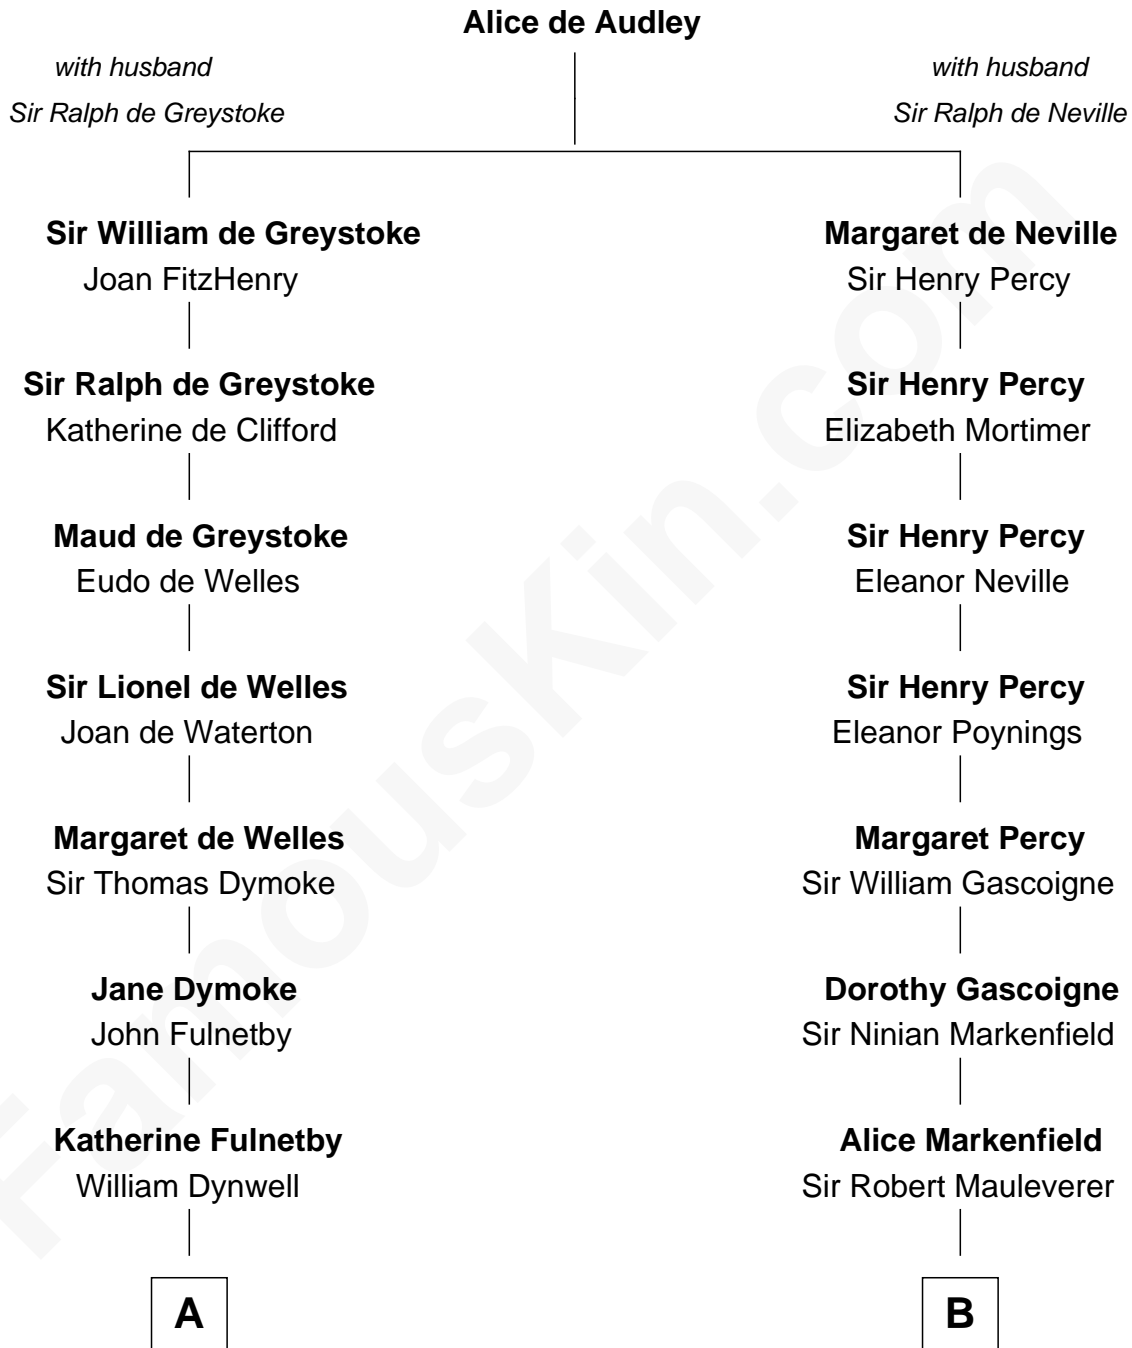 Alice de Audley
with husband
Sir Ralph de Greystoke
with husband
Sir Ralph de Neville
Sir William de Greystoke
Joan FitzHenry
Margaret de Neville
Sir Henry Percy
Sir Ralph de Greystoke
Katherine de Clifford
Sir Henry Percy
Elizabeth Mortimer
Maud de Greystoke
Eudo de Welles
Sir Henry Percy
Eleanor Neville
Sir Lionel de Welles
Joan de Waterton
Sir Henry Percy
Eleanor Poynings
Margaret de Welles
Sir Thomas Dymoke
Margaret Percy
Sir William Gascoigne
Jane Dymoke
John Fulnetby
Dorothy Gascoigne
Sir Ninian Markenfield
Katherine Fulnetby
William Dynwell
Alice Markenfield
Sir Robert Mauleverer
A
B
FamousKin.com